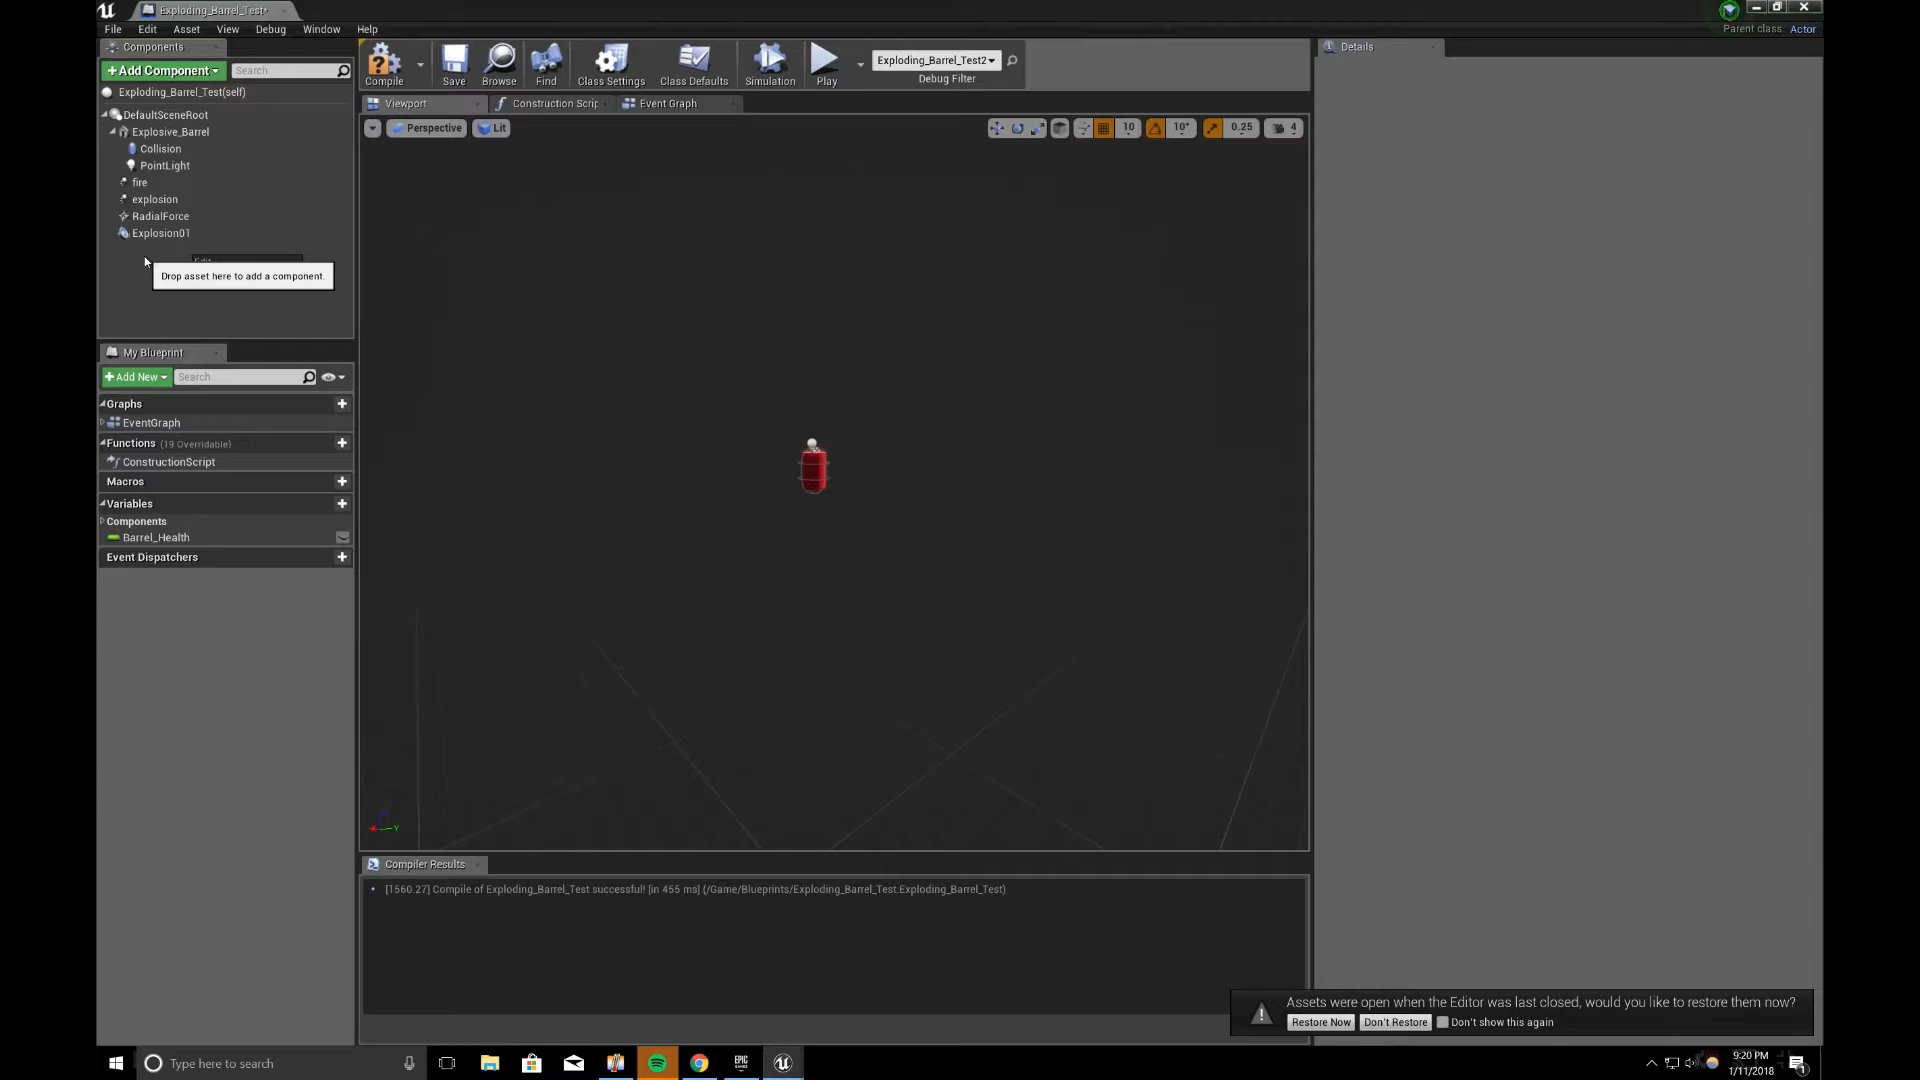 Exploding_Barrel_Test*
File Edit Asset View Debug Window Help
Parent class: Actor
Components
+Add Component
Search
Exploding_Barrel_Test(self)
DefaultSceneRoot
Explosive_Barrel
Collision
PointLight
fire
explosion
RadialForce
Explosion01
Edit
Drop asset here to add a component.
Compile
Save
Browse
Find
Class Settings
Class Defaults
Simulation
Play
Exploding_Barrel_Test2
Debug Filter
Viewport
Construction Scrip
Event Graph
Perspective
Lit
10
10°
0.25
4
X
Y
Details
My Blueprint
+Add New
Search
Graphs
EventGraph
Functions (19 Overridable)
ConstructionScript
Macros
Variables
Components
Barrel_Health
Event Dispatchers
Compiler Results
[1560.27] Compile of Exploding_Barrel_Test successful! [in 455 ms] (/Game/Blueprints/Exploding_Barrel_Test.Exploding_Barrel_Test)
Assets were open when the Editor was last closed, would you like to restore them now?
Restore Now
Don't Restore
Don't show this again
Type here to search
EPIC
GAMES
9:20 PM
1/11/2018
1